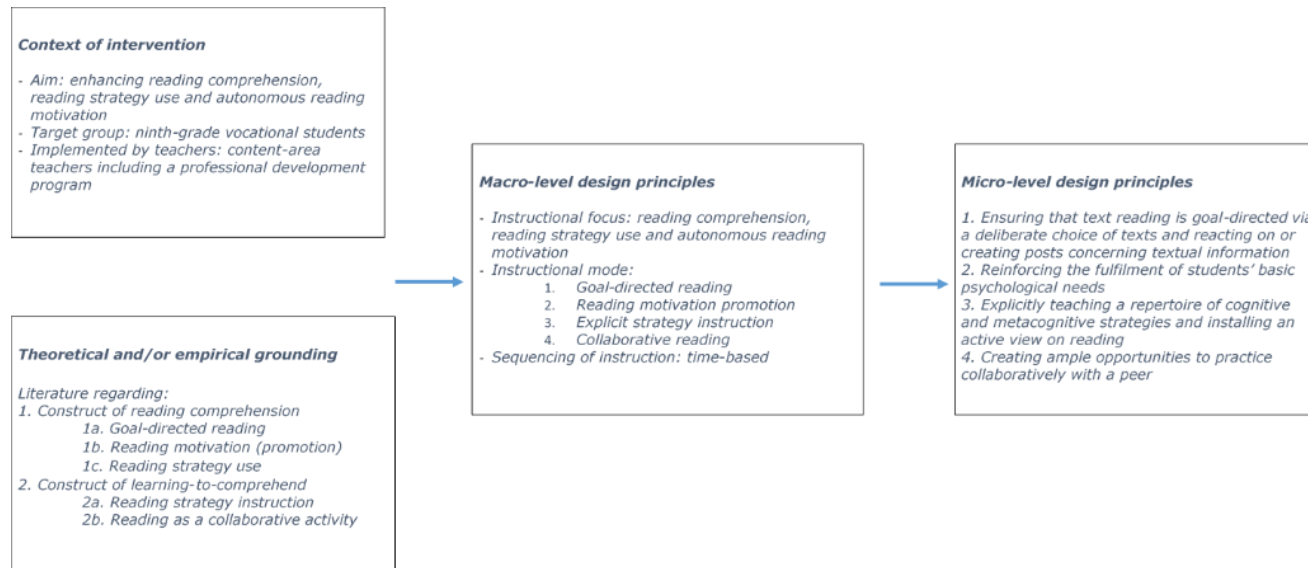 Context of intervention
- Aim: enhancing reading comprehension,
reading strategy use and autonomous reading
motivation
- Target group: ninth-grade vocational students
- Implemented by teachers: content-area
teachers including a professional development
program
Theoretical and/or empirical grounding
Literature regarding:
1. Construct of reading comprehension
1a. Goal-directed reading
1b. Reading motivation (promotion)
1c. Reading strategy use
2. Construct of learning-to-comprehend
2a. Reading strategy instruction
2b. Reading as a collaborative activity
Macro-level design principles
- Instructional focus: reading comprehension,
reading strategy use and autonomous reading
motivation
- Instructional mode:
1. Goal-directed reading
2. Reading motivation promotion
3. Explicit strategy instruction
4. Collaborative reading
- Sequencing of instruction: time-based
Micro-level design principles
1. Ensuring that text reading is goal-directed via
a deliberate choice of texts and reacting on or
creating posts concerning textual information
2. Reinforcing the fulfilment of students' basic
psychological needs
3. Explicitly teaching a repertoire of cognitive
and metacognitive strategies and installing an
active view on reading
4. Creating ample opportunities to practice
collaboratively with a peer